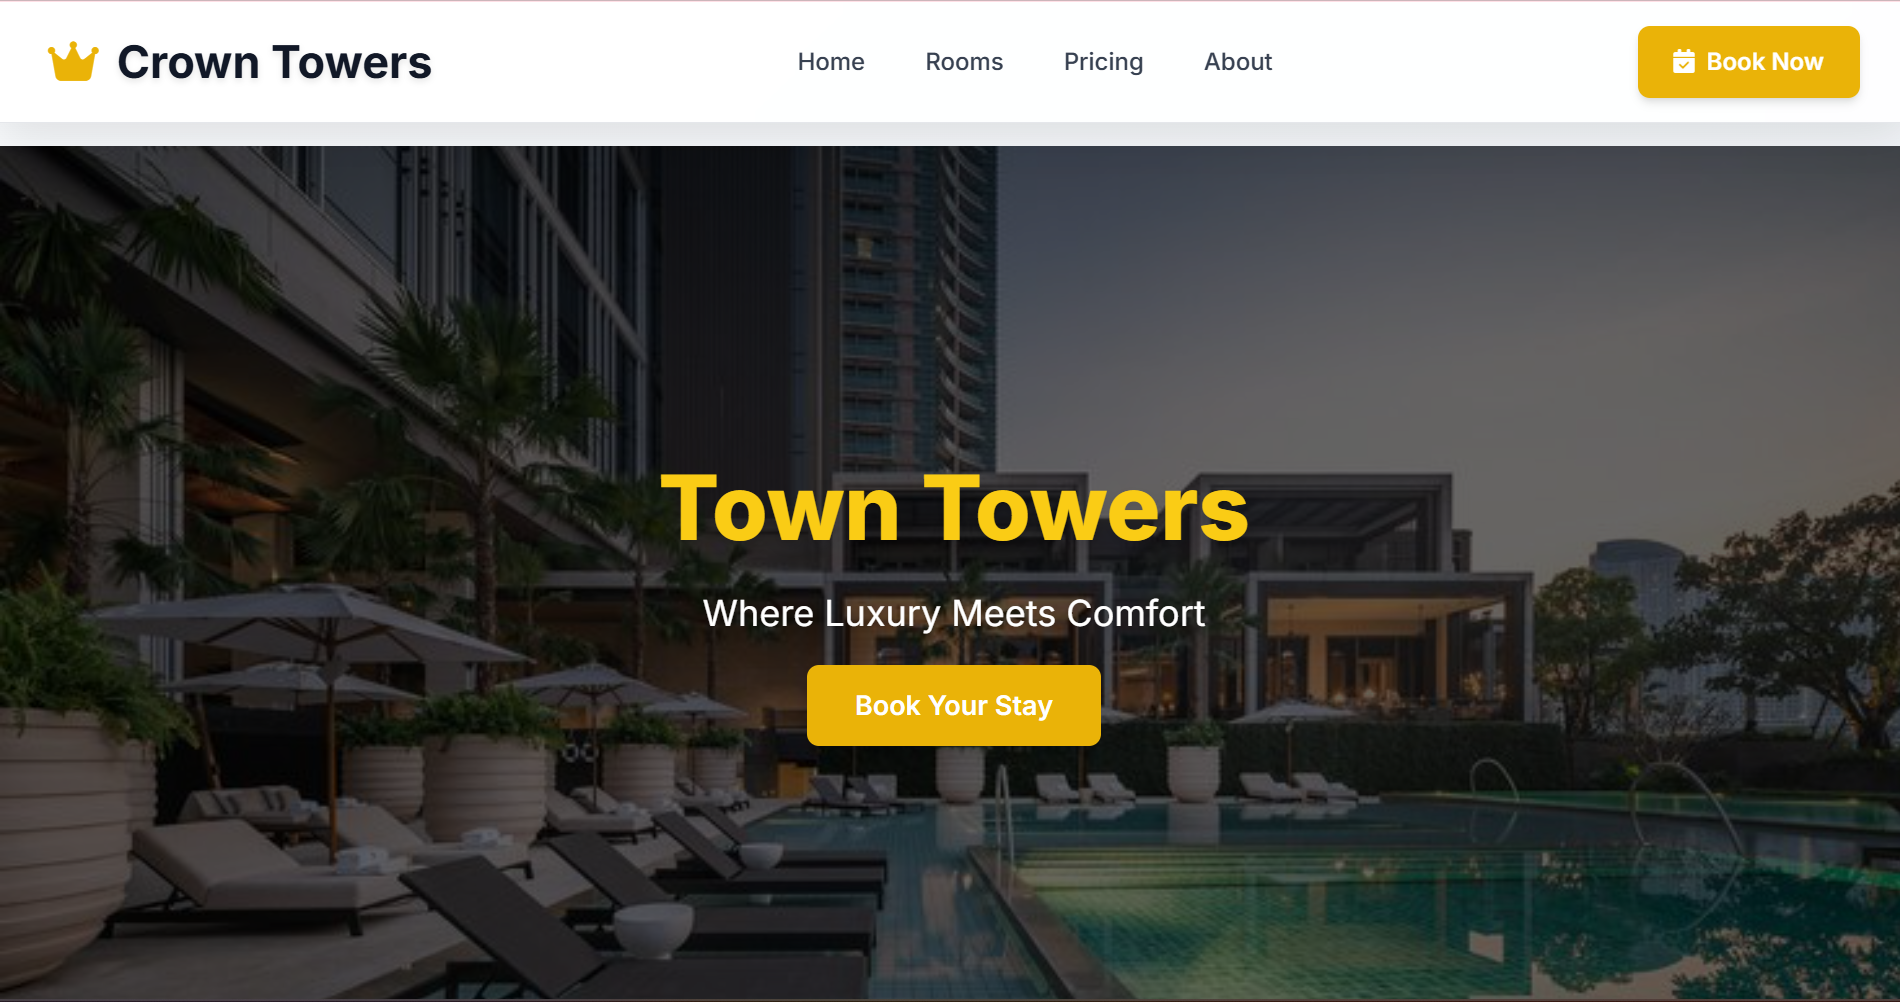 Crown Towers
Home
Rooms
Pricing
About
Book Now
Town Towers
Where Luxury Meets Comfort
Book Your Stay